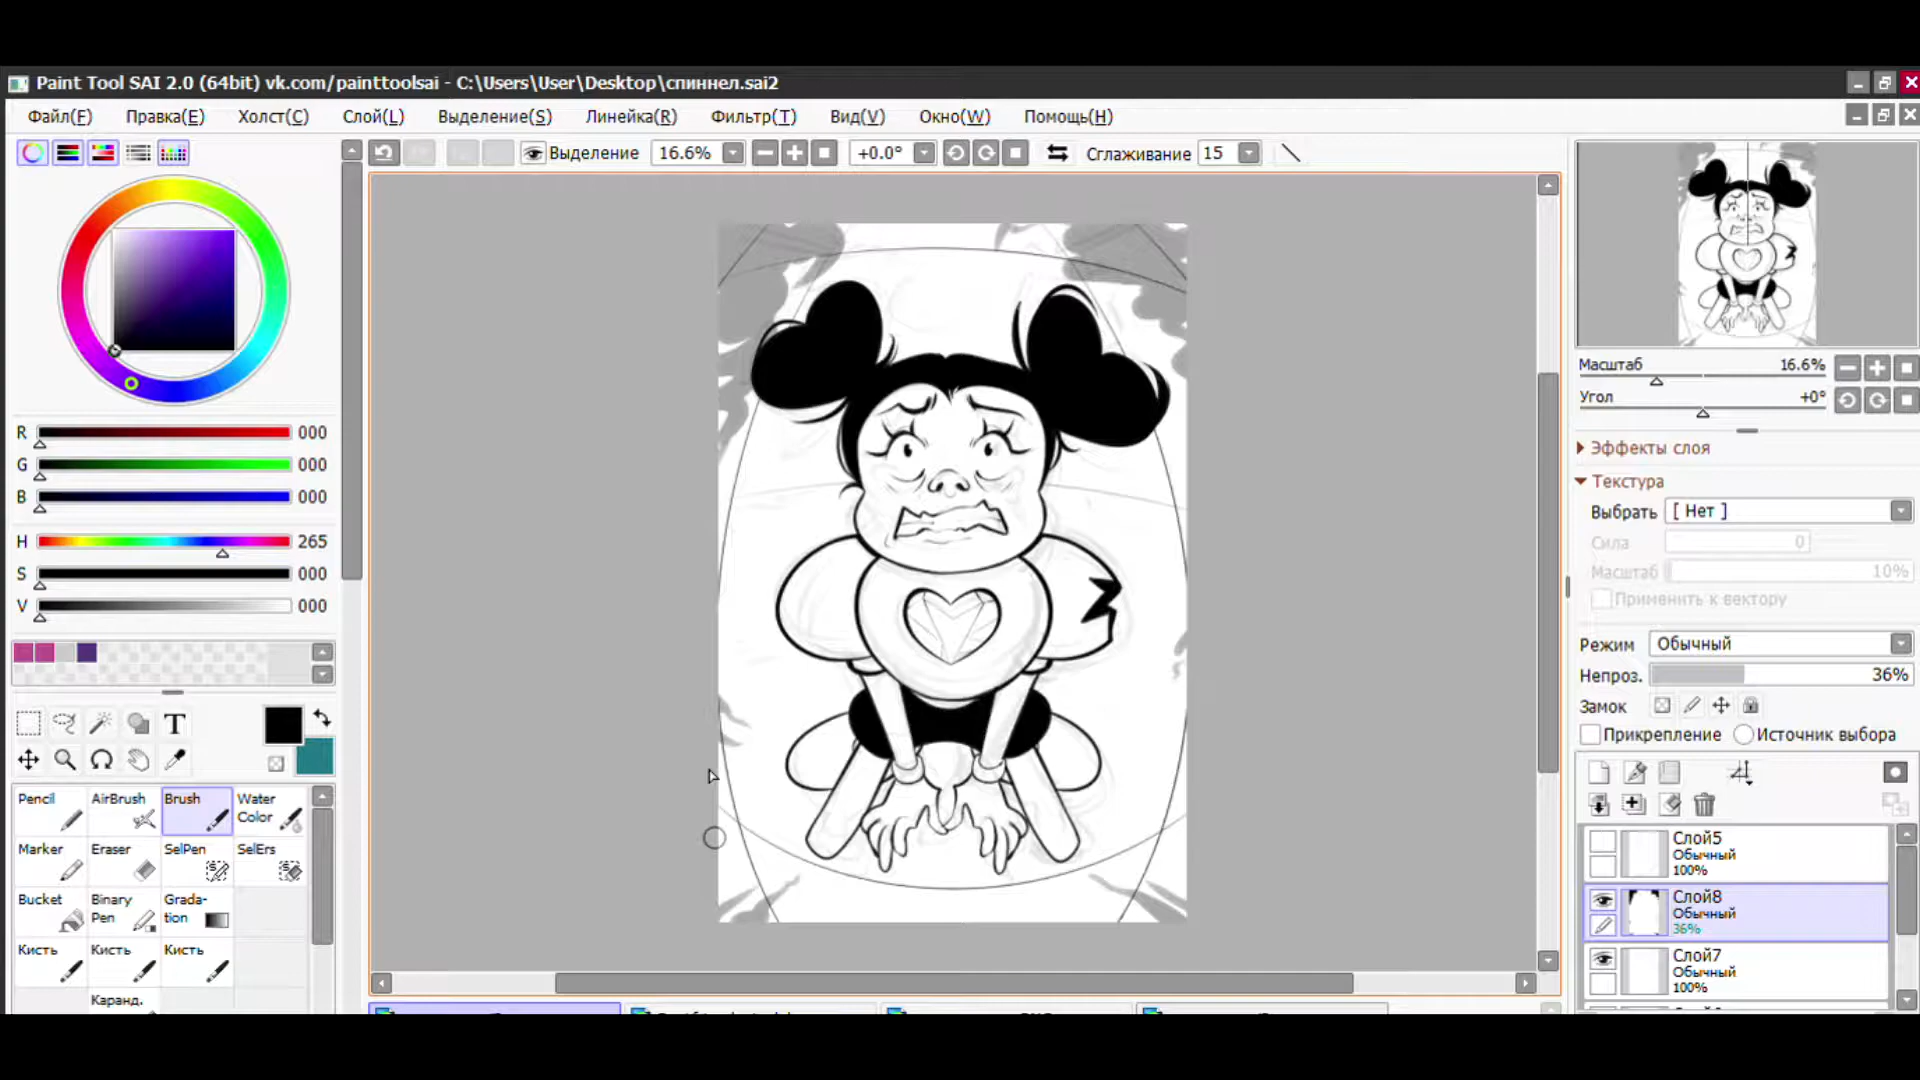 Paint Tool SAI 2.0 (64bit) vk.com/painttoolsai - C:\Users\User\Desktop\спиннел.sai2
Файл(F) Правка(E) Холст(C) Слой(L) Выделение(S) Линейка(R) Фильтр(T) Вид(V) Окно(W) Помощь(H)
Выделение 16.6% +0.0° Сглаживание 15
R 000
G 000
B 000
H 265
S 000
V 000
T
Pencil AirBrush Brush Water Color
Marker Eraser SelPen SelErs
Bucket Binary Pen Grada-tion
Кисть Кисть Кисть
Каранд.
Масштаб 16.6%
Угол +0°
Эффекты слоя
Текстура
Выбрать [ Нет ]
Сила 0
Масштаб 10%
Применить к вектору
Режим Обычный
Непроз. 36%
Замок
Прикрепление Источник выбора
Слой5
Обычный
100%
Слой8
Обычный
36%
Слой7
Обычный
100%